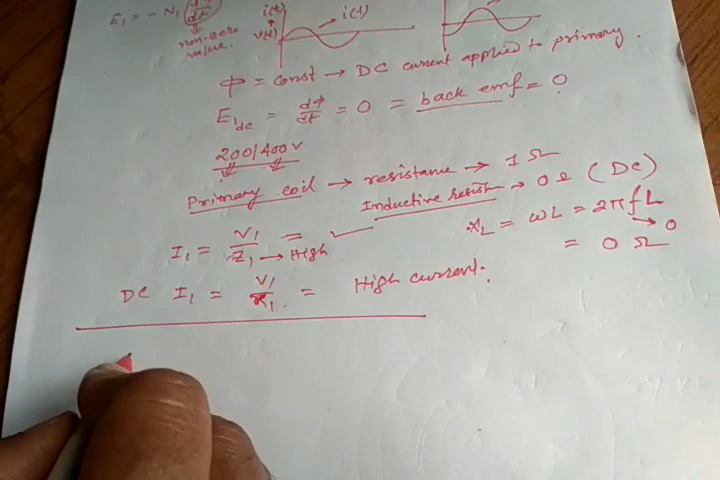 E₁ = - N₁ dφ/dt
non-zero value.
i(t)
v(t)
i(t)
φ = const → DC current applied to primary.
E₁dc = dφ/dt = 0 = back emf = 0
200/400 V
Primary coil → resistance → 1 Ω
Inductive resist → 0 Ω (DC)
I₁ = V₁/Z₁ → High = ✓
X_L = ωL = 2πfL → 0
= 0 Ω
DC I₁ = V₁/R₁ = High current.